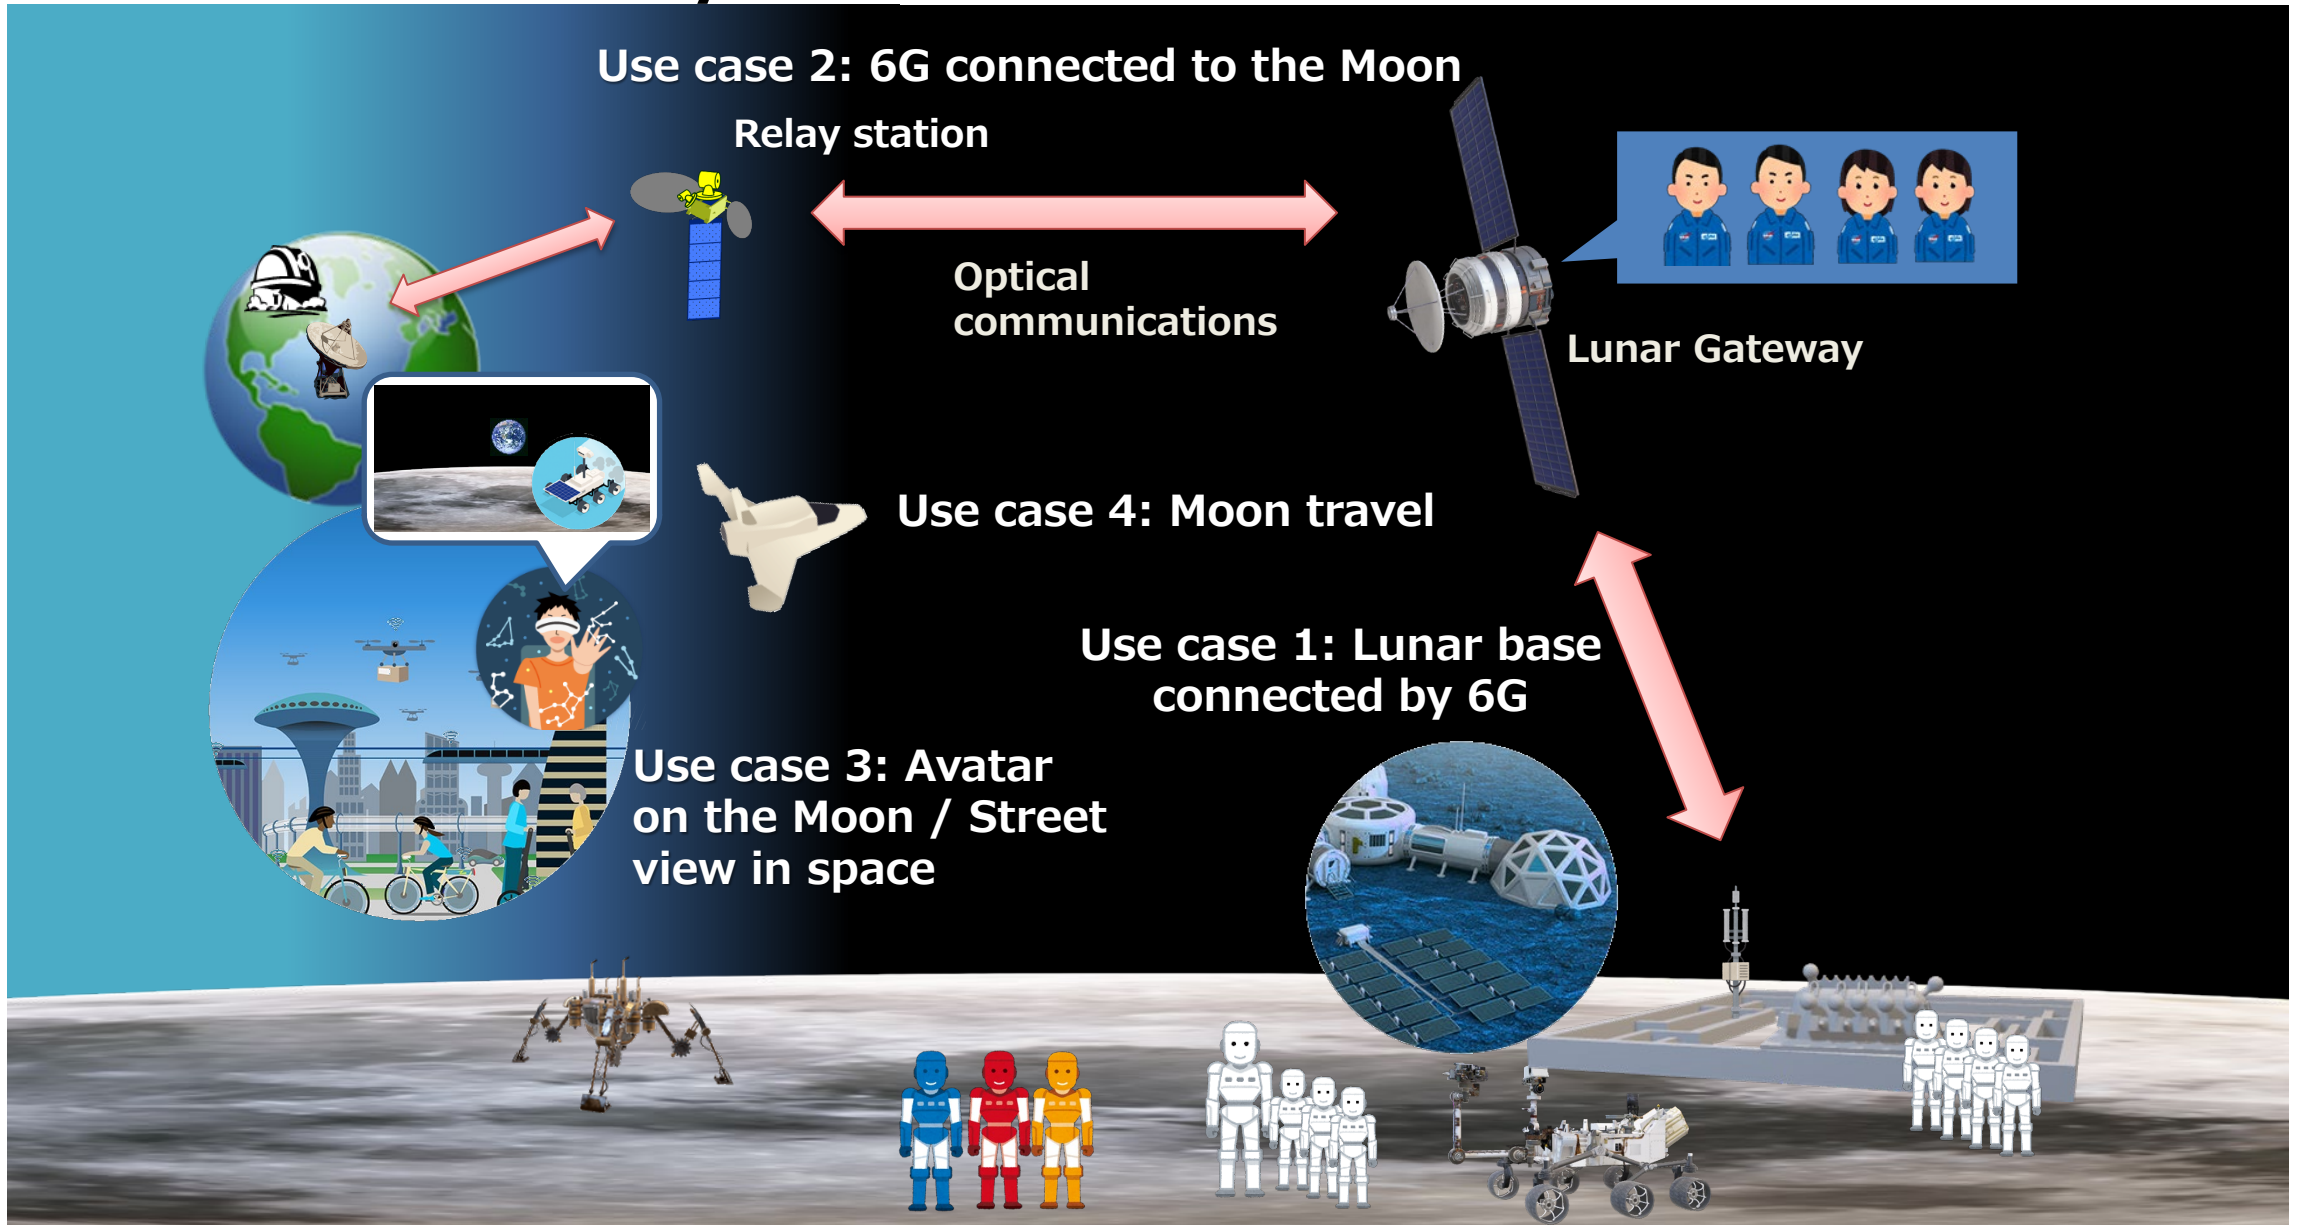 Use case 2: 6G connected to the Moon
Relay station
Optical
communications
Lunar Gateway
Use case 4: Moon travel
Use case 1: Lunar base
connected by 6G
Use case 3: Avatar
on the Moon / Street
view in space